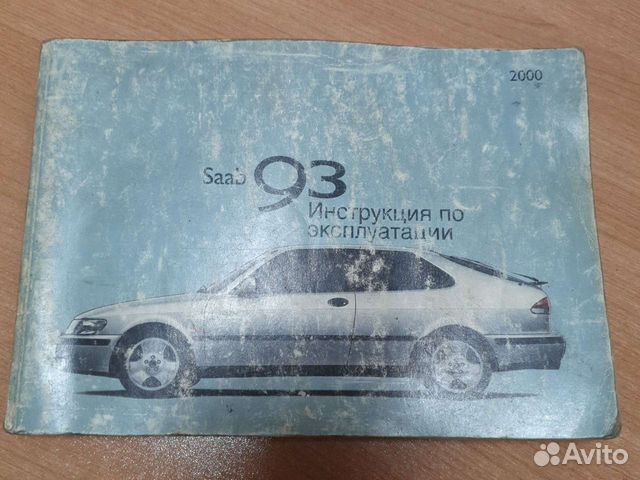 2000
Saab 93
Инструкция по
эксплуатации
Avito